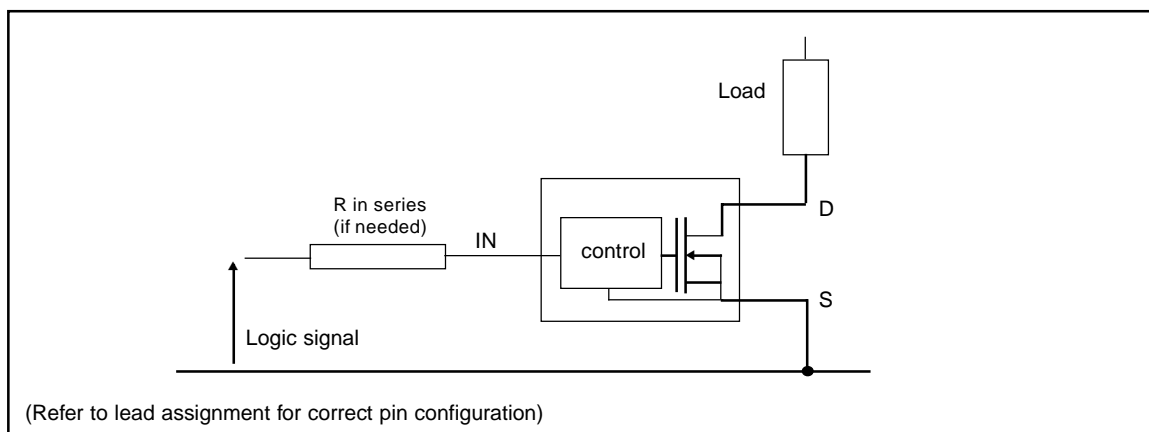 Load
R in series
(if needed)
IN
D
control
S
Logic signal
(Refer to lead assignment for correct pin configuration)